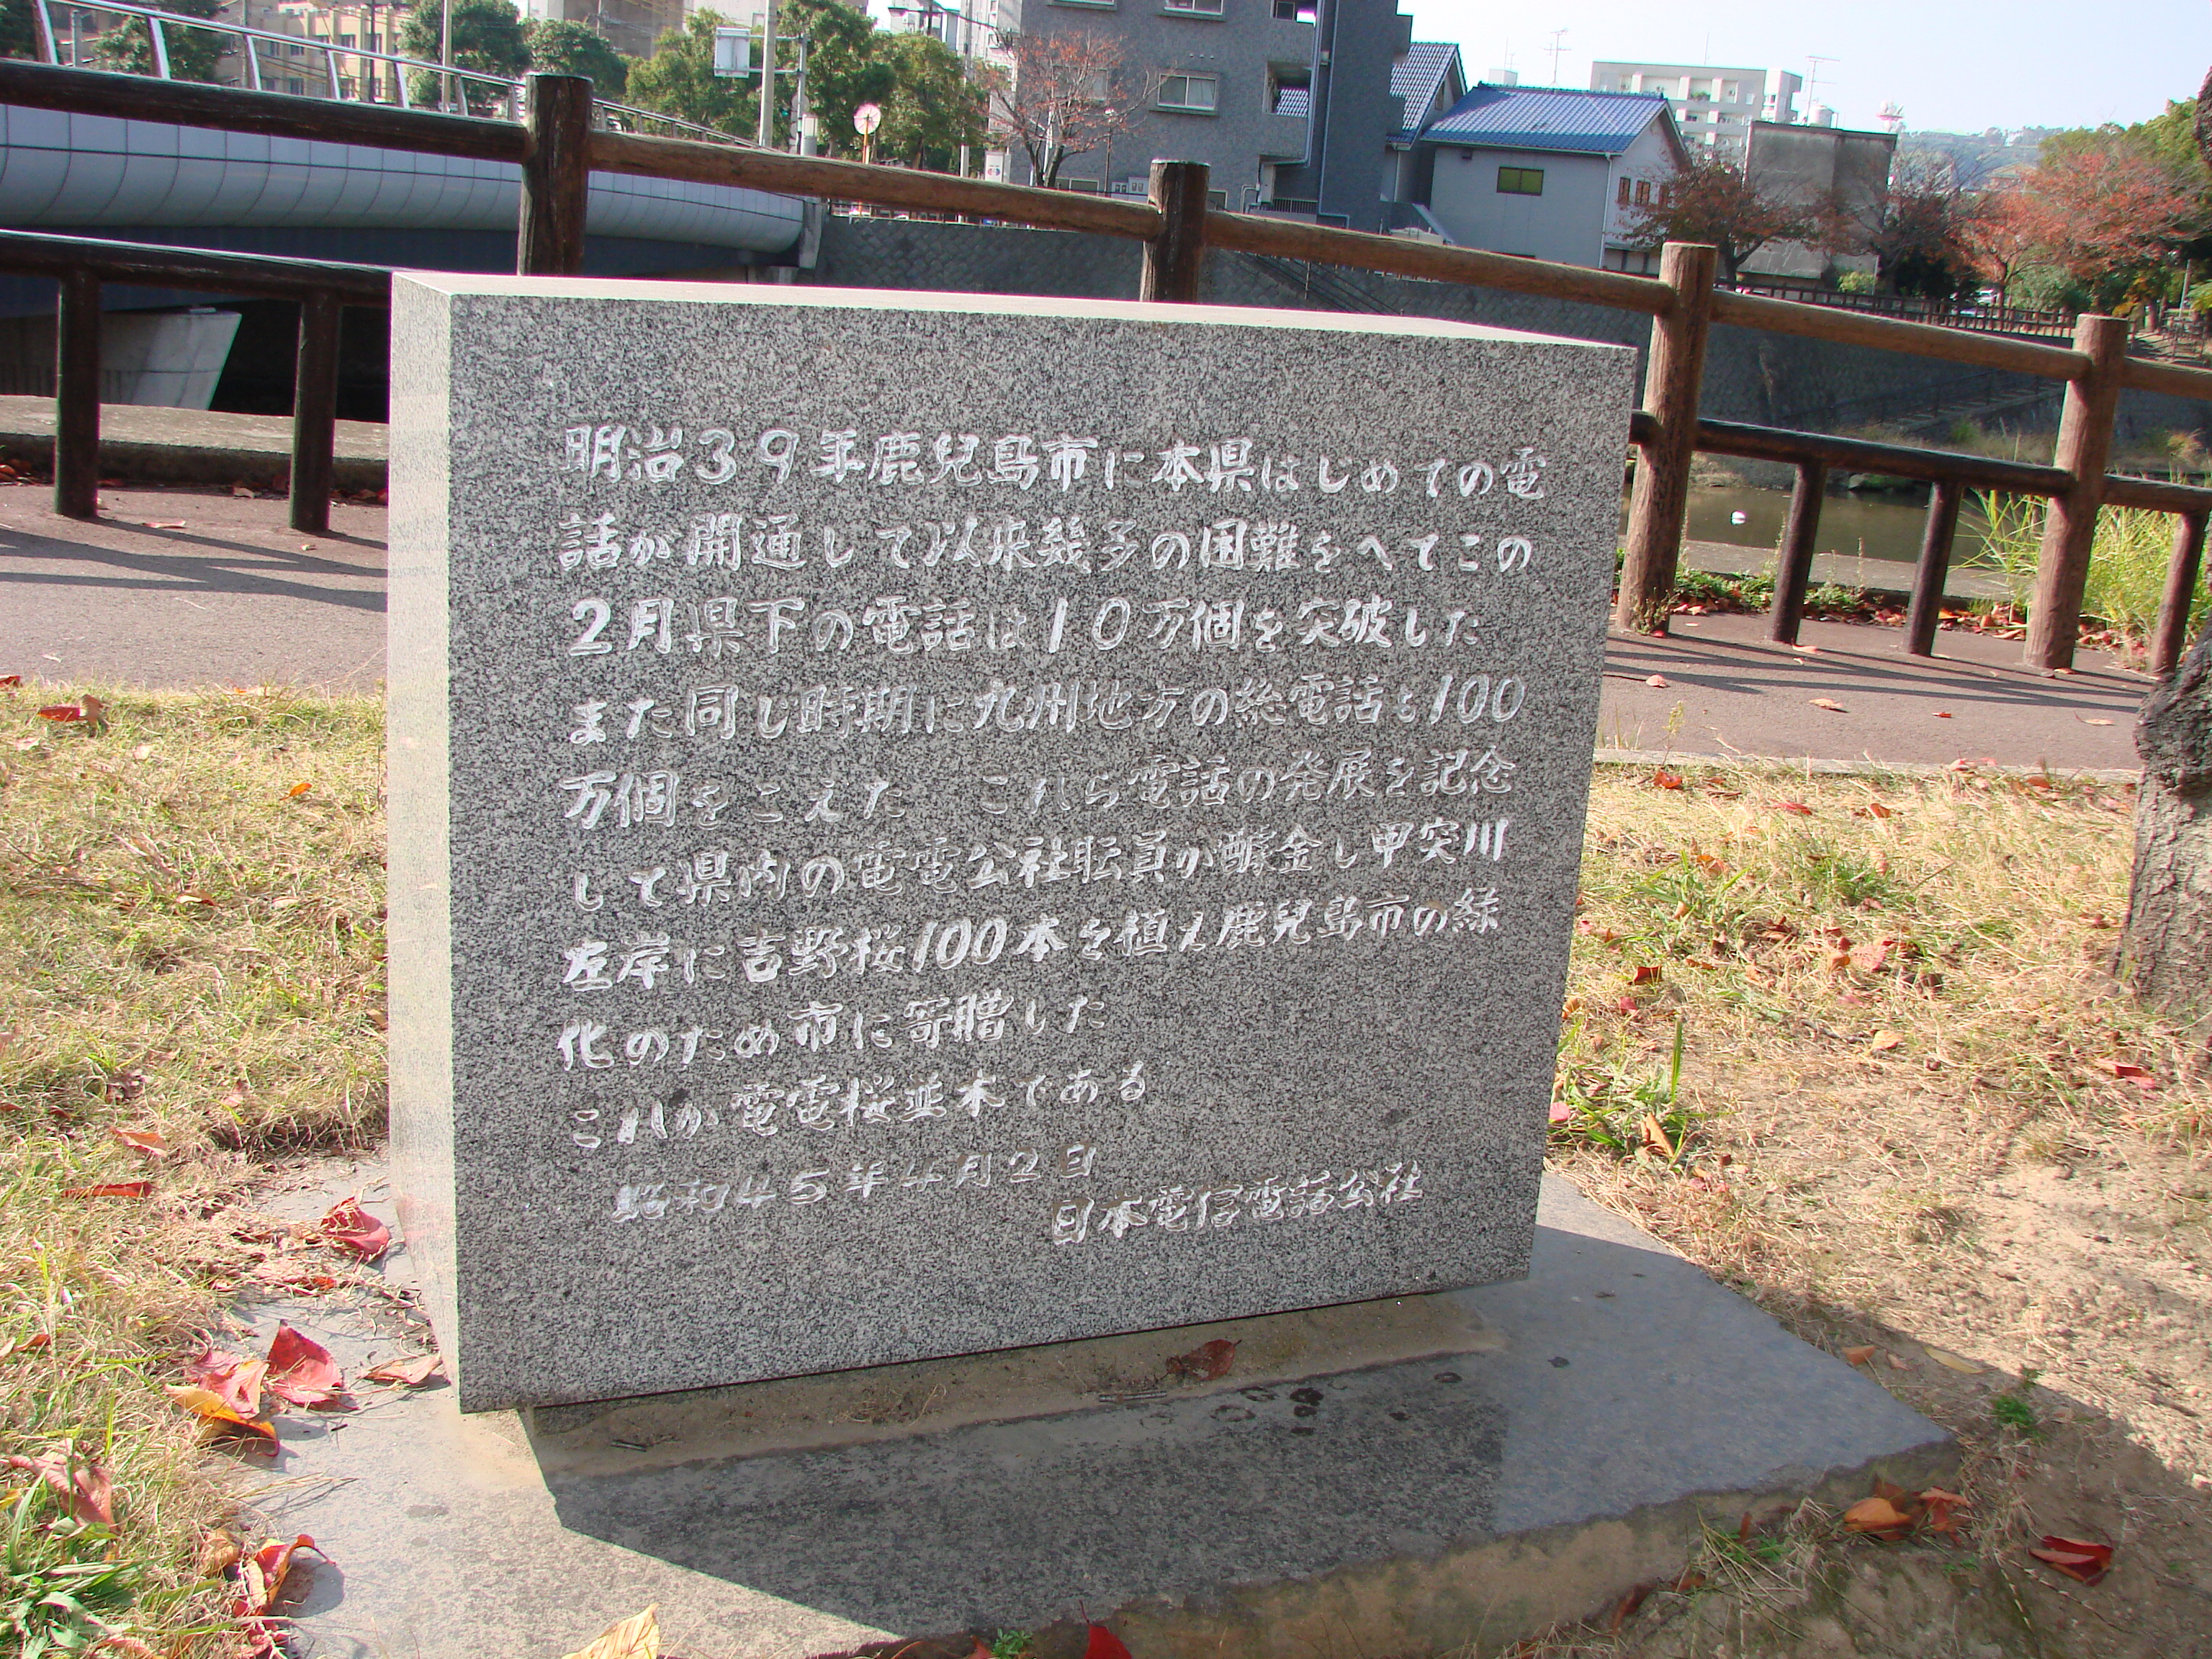 明治39年鹿児島市に本県はじめての電
話が開通して以来幾多の困難をへてこの
2月県下の電話は10万個を突破した
また同じ時期に九州地方の総電話も100
万個をこえた　これら電話の発展を記念
して県内の電電公社職員が醵金し甲突川
左岸に吉野桜100本を植え鹿児島市の緑
化のため市に寄贈した
これが電電桜並木である
昭和45年4月2日
日本電信電話公社